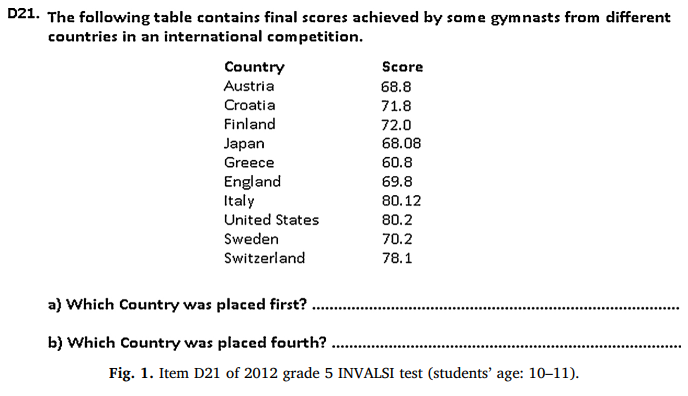 D21. The following table contains final scores achieved by some gymnasts from different
countries in an international competition.
Country Score
Austria 68.8
Croatia 71.8
Finland 72.0
Japan 68.08
Greece 60.8
England 69.8
Italy 80.12
United States 80.2
Sweden 70.2
Switzerland 78.1
a) Which Country was placed first? ....................................................................................
b) Which Country was placed fourth? ................................................................................
Fig. 1. Item D21 of 2012 grade 5 INVALSI test (students’ age: 10–11).